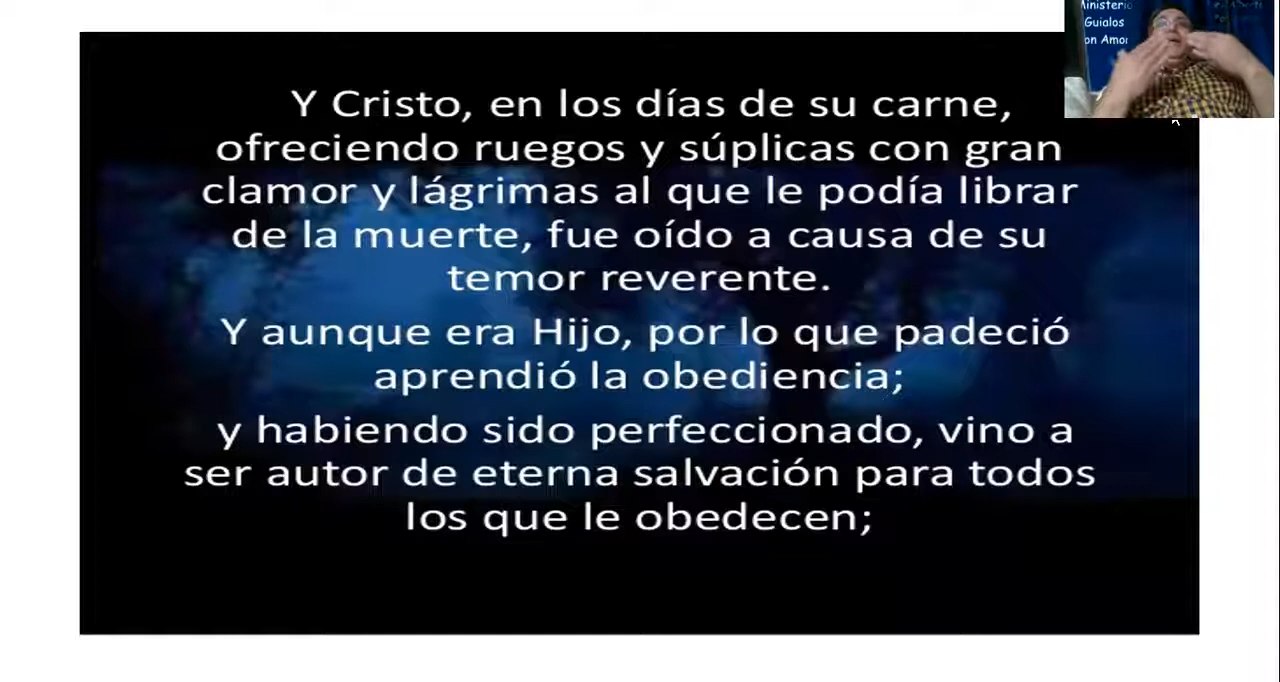 Y Cristo, en los días de su carne,
ofreciendo ruegos y súplicas con gran
clamor y lágrimas al que le podía librar
de la muerte, fue oído a causa de su
temor reverente.
Y aunque era Hijo, por lo que padeció
aprendió la obediencia;
y habiendo sido perfeccionado, vino a
ser autor de eterna salvación para todos
los que le obedecen;
Ministerio
Guialos
on Amor